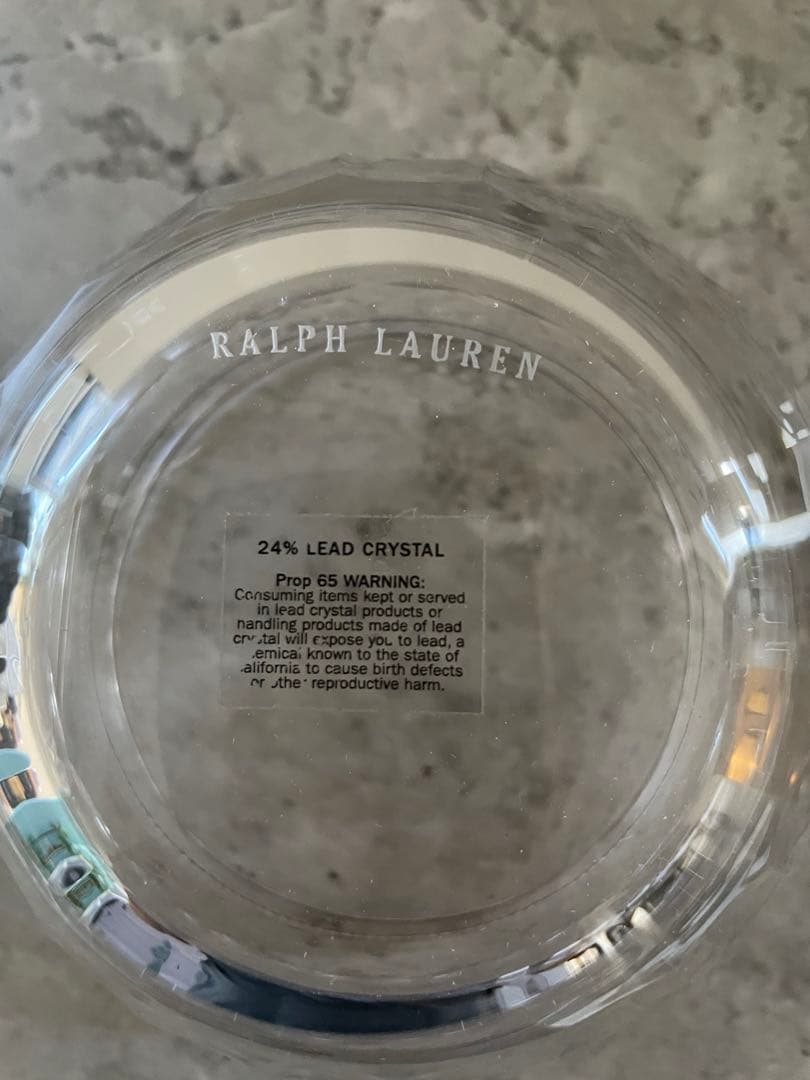 RALPH LAUREN
24% LEAD CRYSTAL
Prop 65 WARNING:
Consuming items kept or served
in lead crystal products or
handling products made of lead
crystal will expose you to lead, a
emical known to the state of
alifornia to cause birth defects
or other reproductive harm.